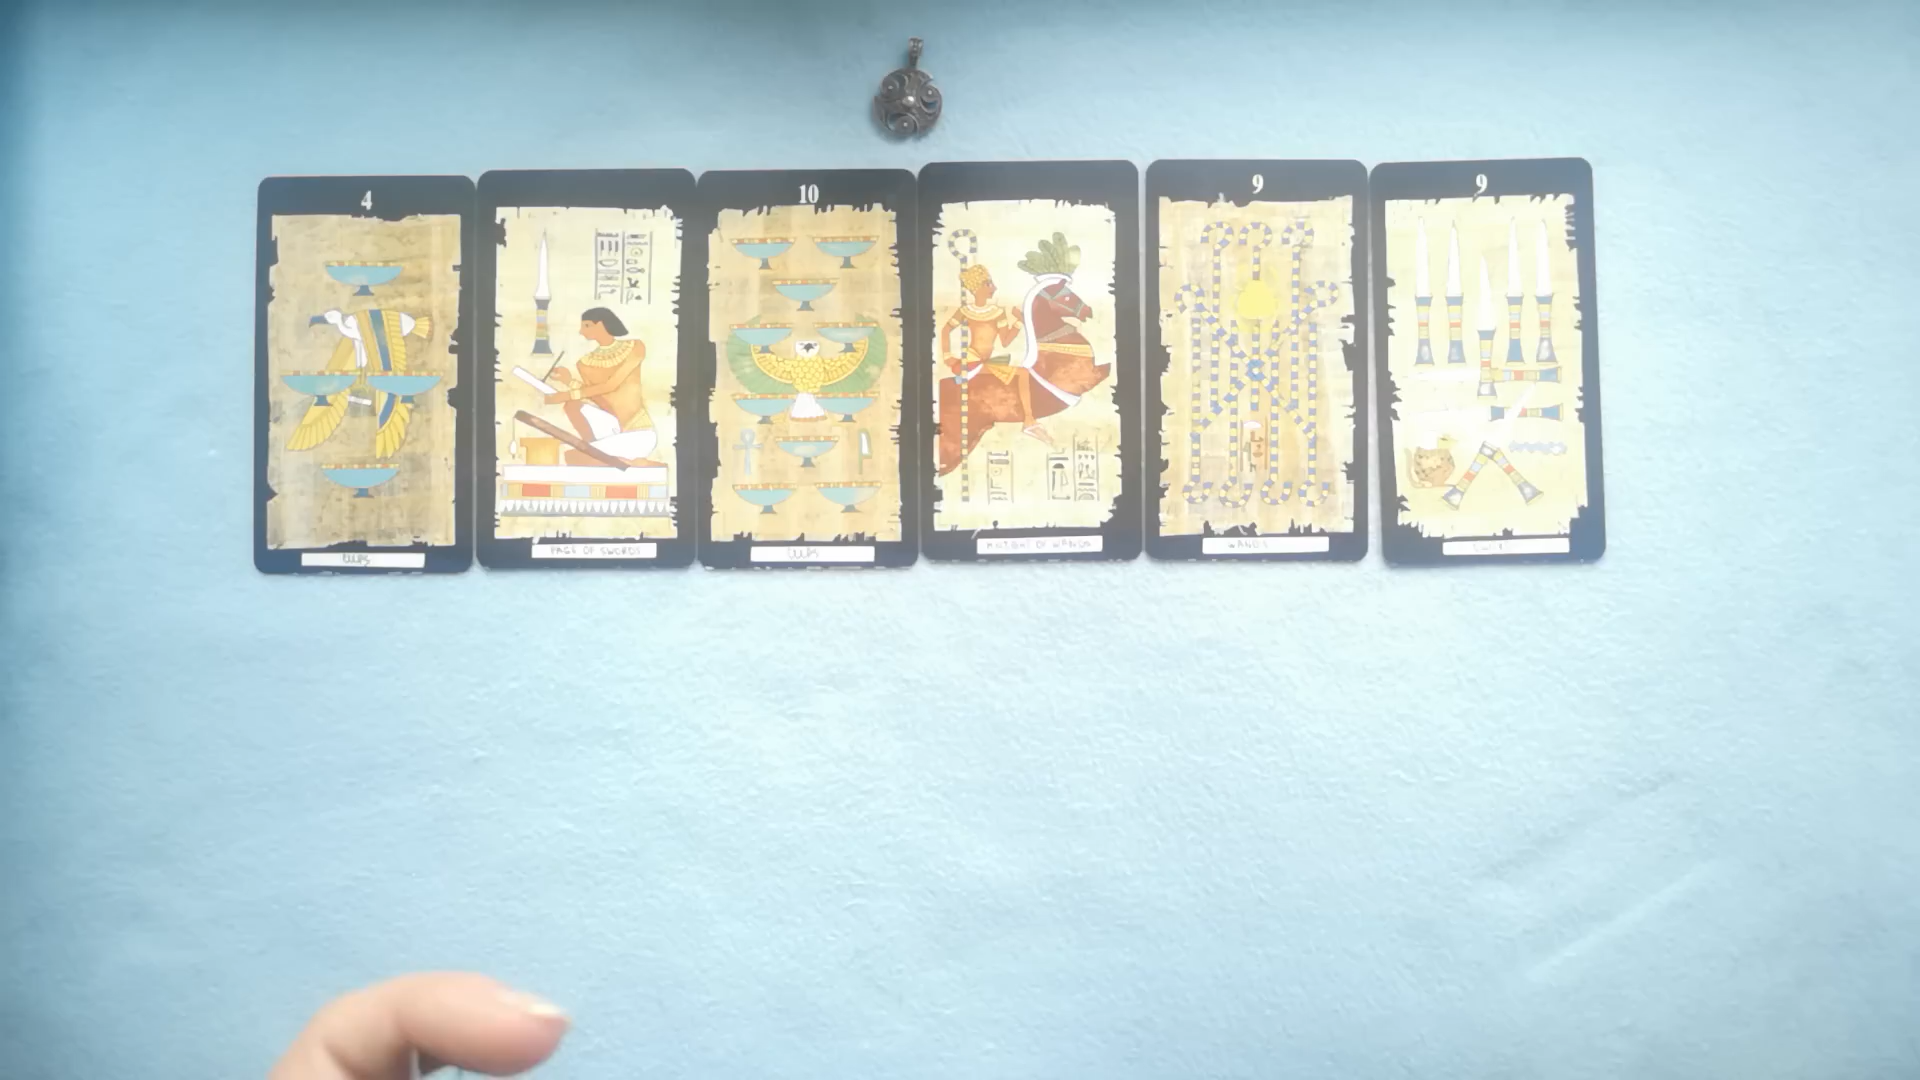 4
CUPS
PAGE OF SWORDS
10
CUPS
KNIGHT OF WANDS
9
WANDS
9